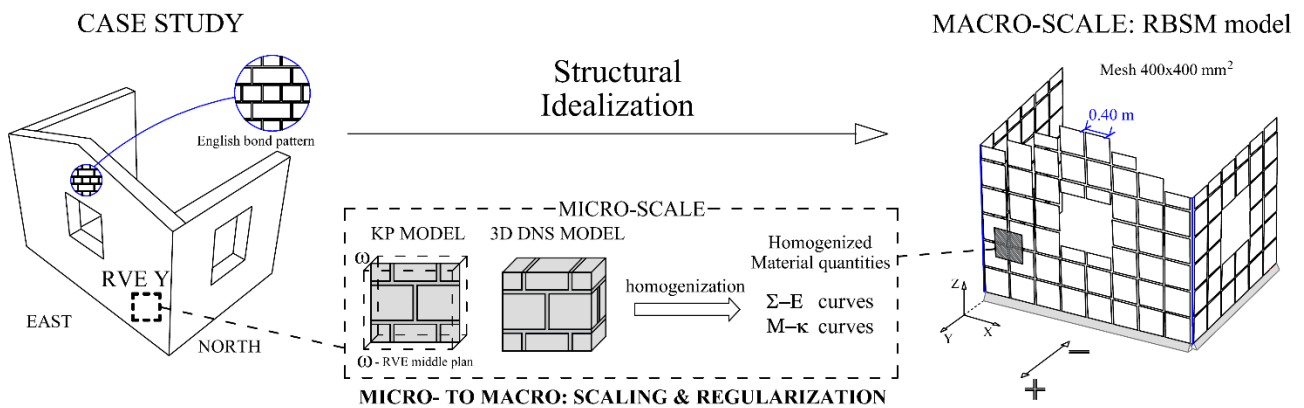 CASE STUDY
English bond pattern
RVE Y
EAST
NORTH
Structural
Idealization
MICRO-SCALE
KP MODEL
3D DNS MODEL
ω
ω - RVE middle plan
homogenization
Homogenized
Material quantities
Σ–E curves
M–κ curves
MICRO- TO MACRO: SCALING & REGULARIZATION
MACRO-SCALE: RBSM model
Mesh 400x400 mm²
0.40 m
Z
X
Y
–
+